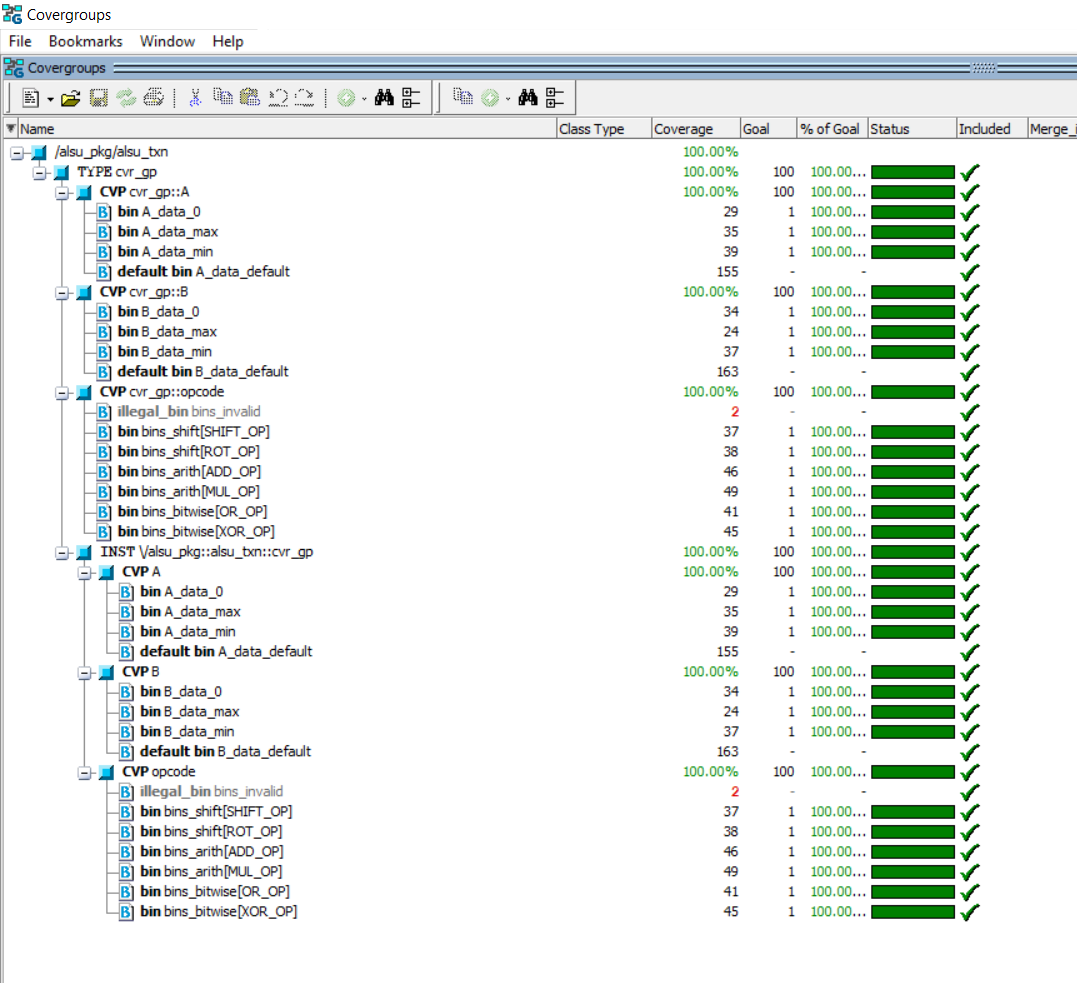 Covergroups
File Bookmarks Window Help
Covergroups
Name Class Type Coverage Goal % of Goal Status Included Merge_i
/alsu_pkg/alsu_txn 100.00%
TYPE cvr_gp 100.00% 100 100.00...
CVP cvr_gp::A 100.00% 100 100.00...
bin A_data_0 29 1 100.00...
bin A_data_max 35 1 100.00...
bin A_data_min 39 1 100.00...
default bin A_data_default 155 - -
CVP cvr_gp::B 100.00% 100 100.00...
bin B_data_0 34 1 100.00...
bin B_data_max 24 1 100.00...
bin B_data_min 37 1 100.00...
default bin B_data_default 163 - -
CVP cvr_gp::opcode 100.00% 100 100.00...
illegal_bin bins_invalid 2 - -
bin bins_shift[SHIFT_OP] 37 1 100.00...
bin bins_shift[ROT_OP] 38 1 100.00...
bin bins_arith[ADD_OP] 46 1 100.00...
bin bins_arith[MUL_OP] 49 1 100.00...
bin bins_bitwise[OR_OP] 41 1 100.00...
bin bins_bitwise[XOR_OP] 45 1 100.00...
INST \/alsu_pkg::alsu_txn::cvr_gp 100.00% 100 100.00...
CVP A 100.00% 100 100.00...
bin A_data_0 29 1 100.00...
bin A_data_max 35 1 100.00...
bin A_data_min 39 1 100.00...
default bin A_data_default 155 - -
CVP B 100.00% 100 100.00...
bin B_data_0 34 1 100.00...
bin B_data_max 24 1 100.00...
bin B_data_min 37 1 100.00...
default bin B_data_default 163 - -
CVP opcode 100.00% 100 100.00...
illegal_bin bins_invalid 2 - -
bin bins_shift[SHIFT_OP] 37 1 100.00...
bin bins_shift[ROT_OP] 38 1 100.00...
bin bins_arith[ADD_OP] 46 1 100.00...
bin bins_arith[MUL_OP] 49 1 100.00...
bin bins_bitwise[OR_OP] 41 1 100.00...
bin bins_bitwise[XOR_OP] 45 1 100.00...